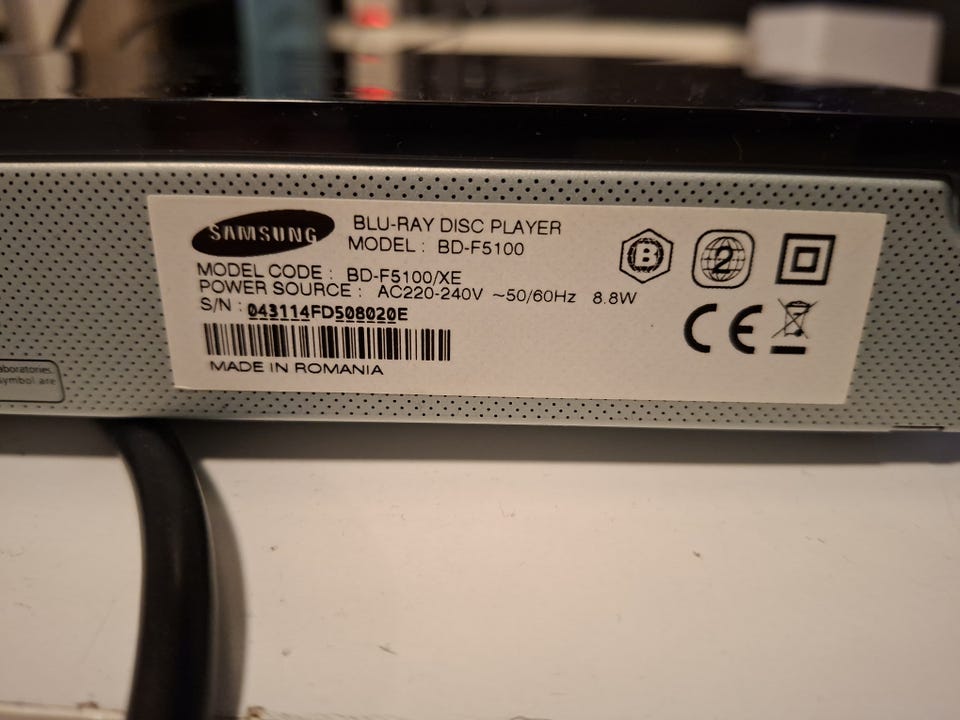 SAMSUNG
BLU-RAY DISC PLAYER
MODEL : BD-F5100
MODEL CODE : BD-F5100/XE
POWER SOURCE : AC220-240V ~50/60Hz 8.8W
S/N : 043114FD508020E
MADE IN ROMANIA
B
2
CE
aboratories.
symbol are